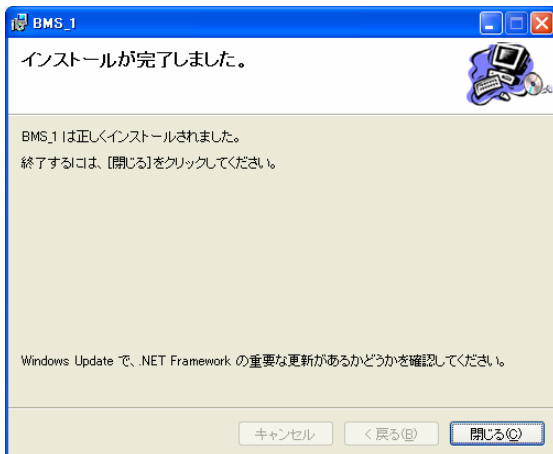 BMS_1
インストールが完了しました。
BMS_1 は正しくインストールされました。
終了するには、[閉じる]をクリックしてください。
Windows Update で、.NET Framework の重要な更新があるかどうかを確認してください。
キャンセル
< 戻る(B)
閉じる(C)